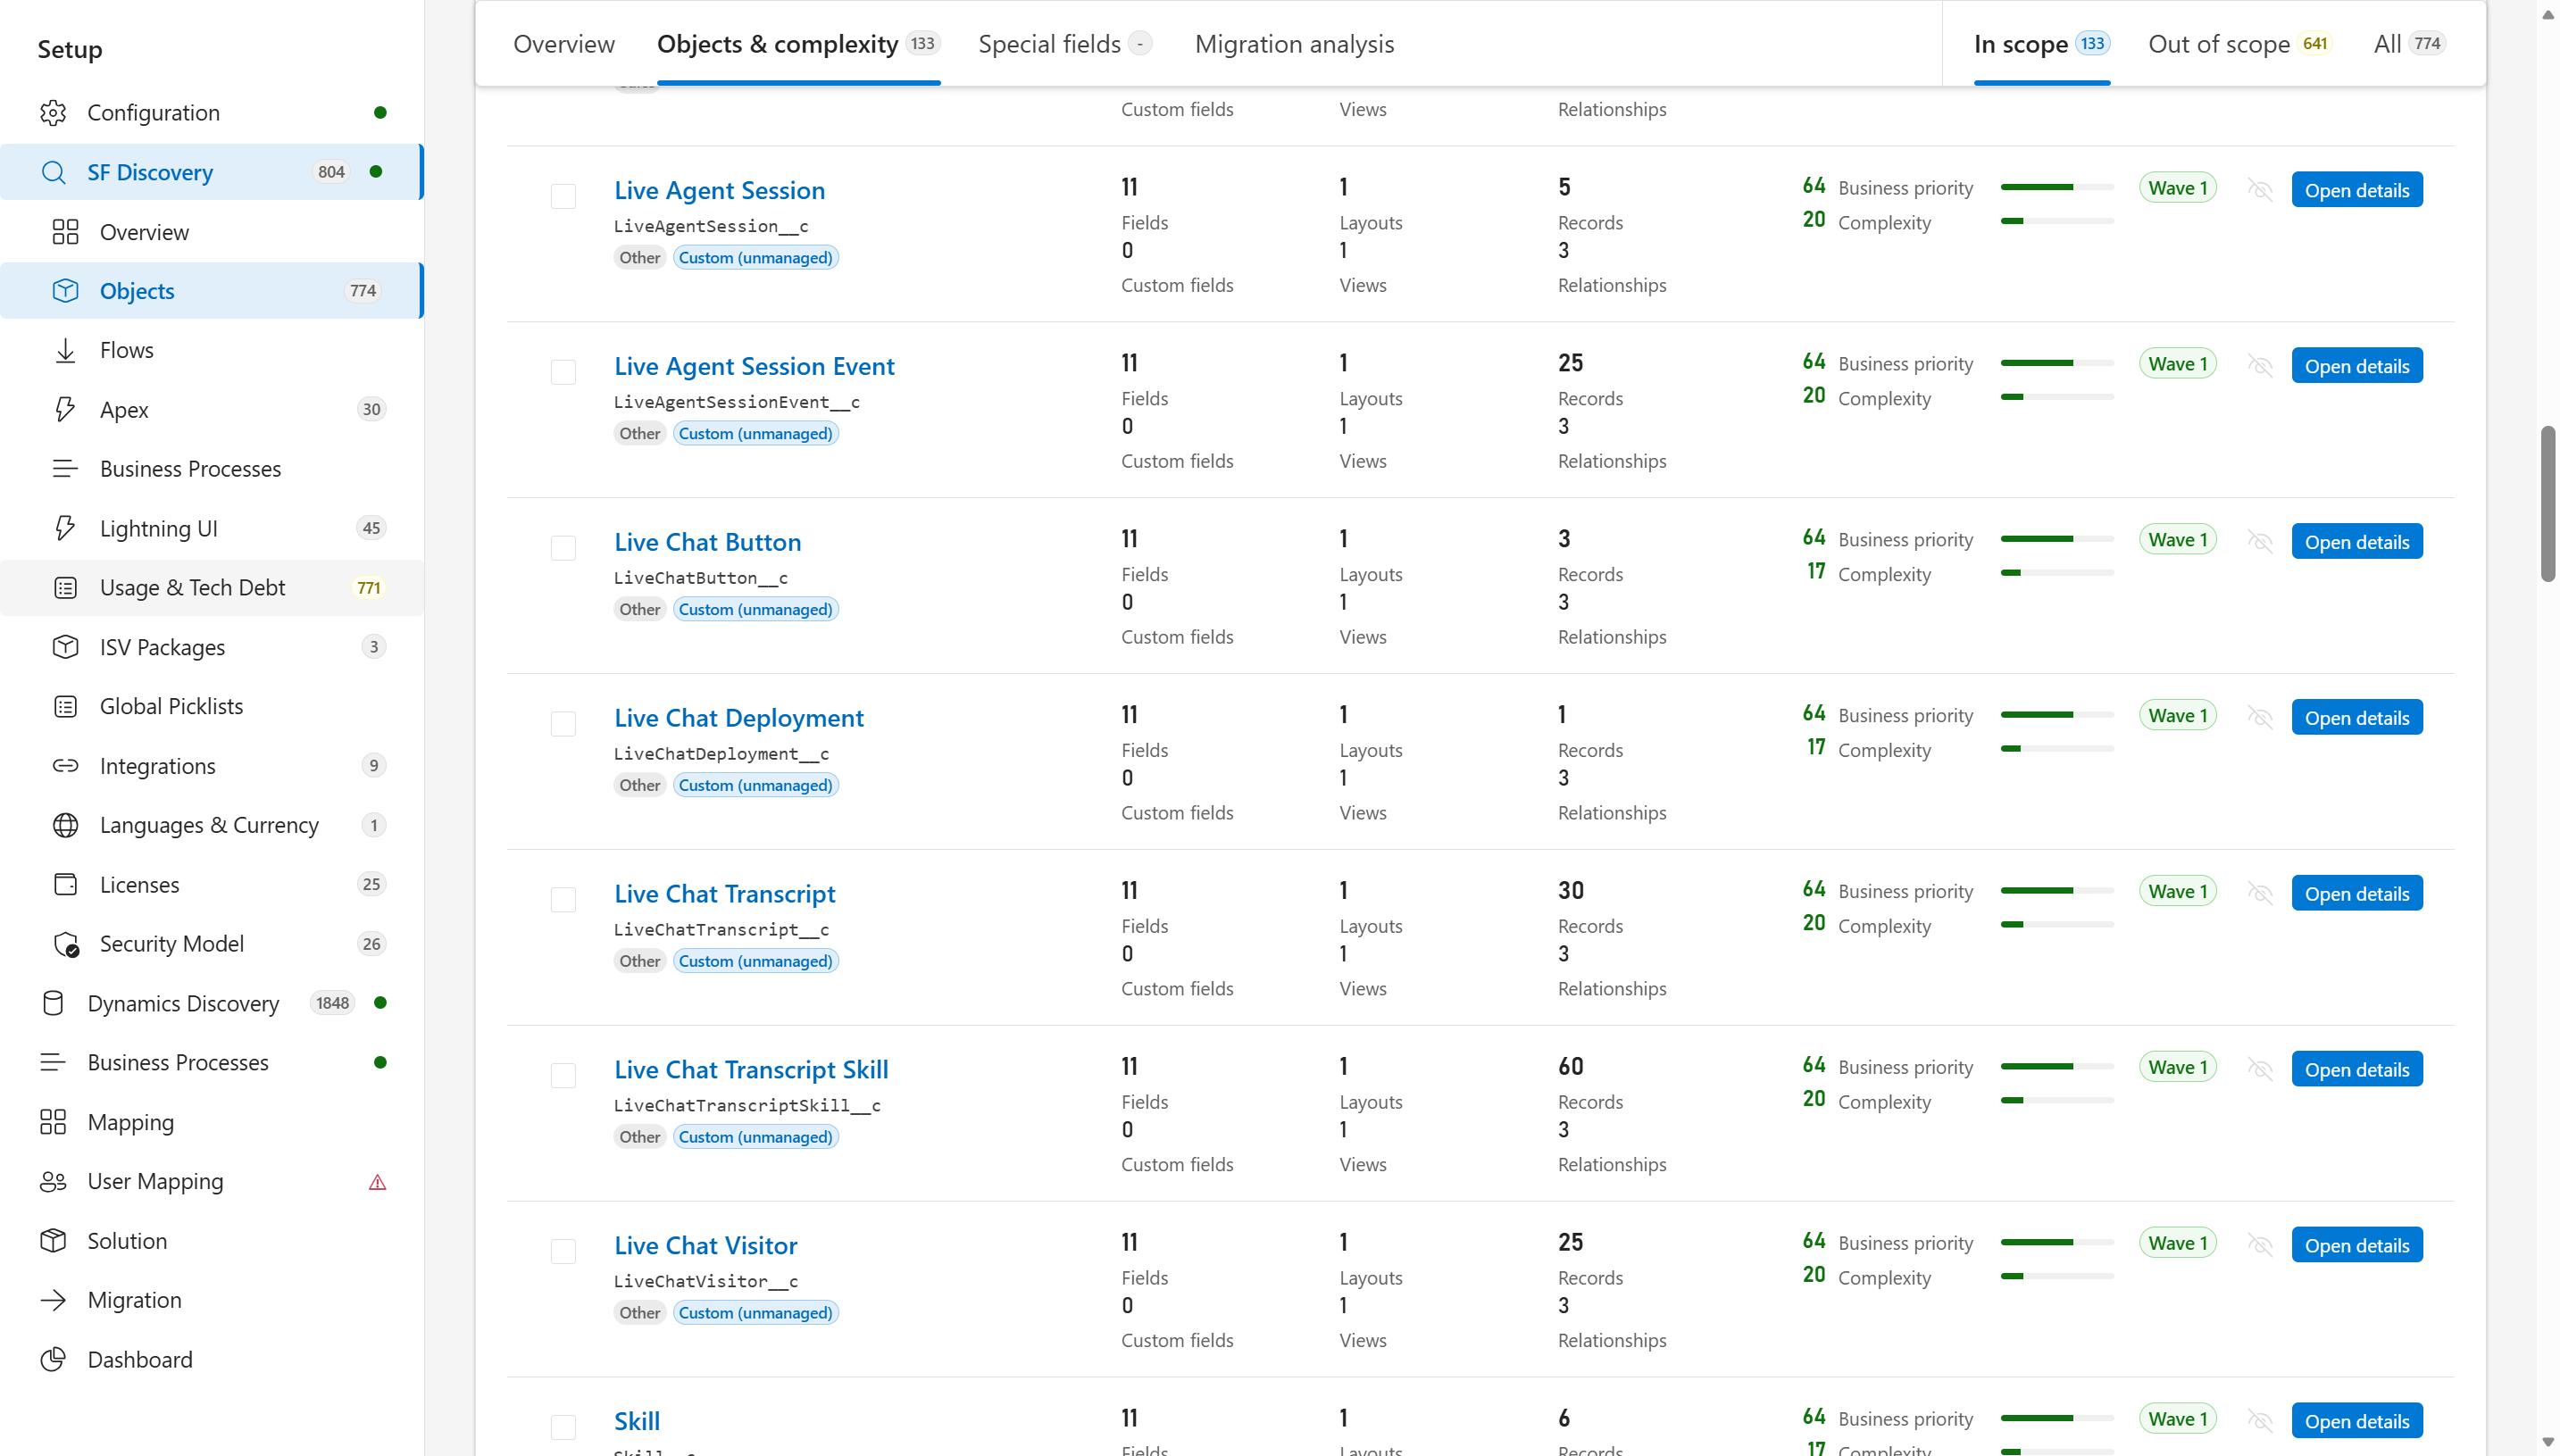 Setup
Configuration
SF Discovery 804
Overview
Objects 774
Flows
Apex 30
Business Processes
Lightning UI 45
Usage & Tech Debt 771
ISV Packages 3
Global Picklists
Integrations 9
Languages & Currency 1
Licenses 25
Security Model 26
Dynamics Discovery 1848
Business Processes
Mapping
User Mapping
Solution
Migration
Dashboard
Overview Objects & complexity 133 Special fields - Migration analysis In scope 133 Out of scope 641 All 774
Custom fields Views Relationships
Live Agent Session 11 1 5 64 Business priority Wave 1 Open details
LiveAgentSession__c Fields Layouts Records 20 Complexity
Other Custom (unmanaged) 0 1 3
Custom fields Views Relationships
Live Agent Session Event 11 1 25 64 Business priority Wave 1 Open details
LiveAgentSessionEvent__c Fields Layouts Records 20 Complexity
Other Custom (unmanaged) 0 1 3
Custom fields Views Relationships
Live Chat Button 11 1 3 64 Business priority Wave 1 Open details
LiveChatButton__c Fields Layouts Records 17 Complexity
Other Custom (unmanaged) 0 1 3
Custom fields Views Relationships
Live Chat Deployment 11 1 1 64 Business priority Wave 1 Open details
LiveChatDeployment__c Fields Layouts Records 17 Complexity
Other Custom (unmanaged) 0 1 3
Custom fields Views Relationships
Live Chat Transcript 11 1 30 64 Business priority Wave 1 Open details
LiveChatTranscript__c Fields Layouts Records 20 Complexity
Other Custom (unmanaged) 0 1 3
Custom fields Views Relationships
Live Chat Transcript Skill 11 1 60 64 Business priority Wave 1 Open details
LiveChatTranscriptSkill__c Fields Layouts Records 20 Complexity
Other Custom (unmanaged) 0 1 3
Custom fields Views Relationships
Live Chat Visitor 11 1 25 64 Business priority Wave 1 Open details
LiveChatVisitor__c Fields Layouts Records 20 Complexity
Other Custom (unmanaged) 0 1 3
Custom fields Views Relationships
Skill 11 1 6 64 Business priority Wave 1 Open details
Fields Layouts Records 17 Complexity